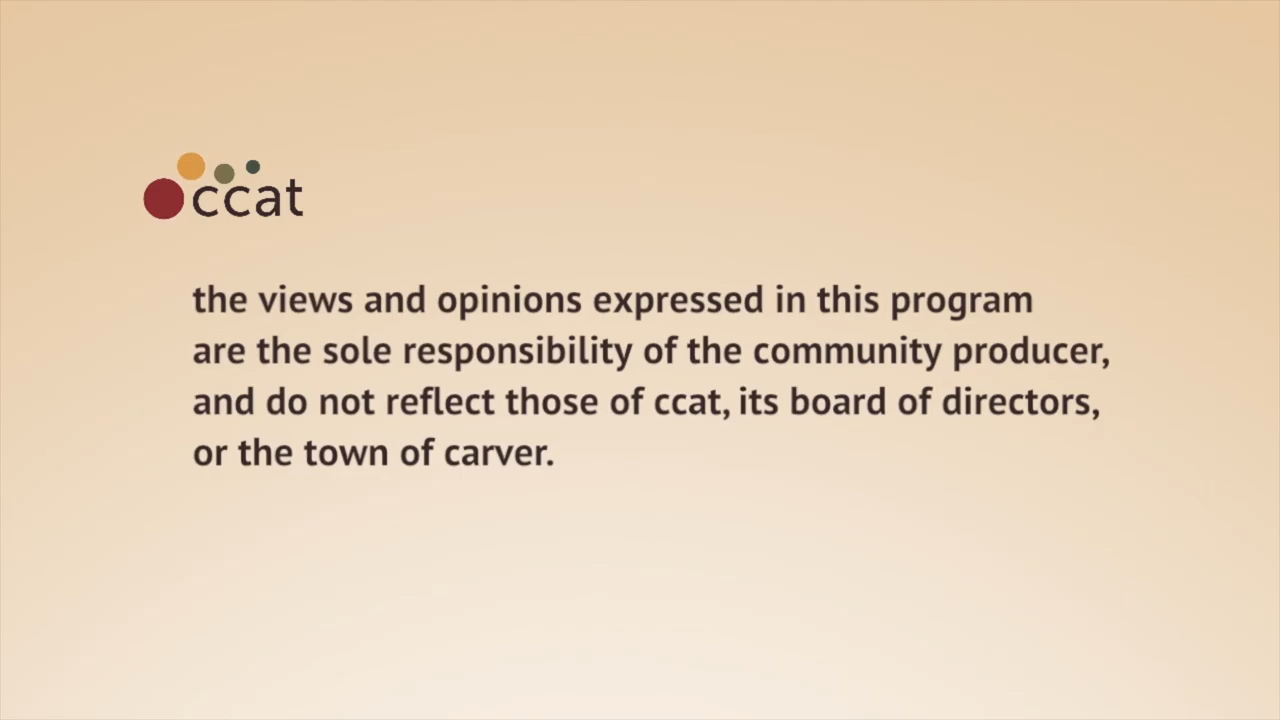 ccat
the views and opinions expressed in this program
are the sole responsibility of the community producer,
and do not reflect those of ccat, its board of directors,
or the town of carver.